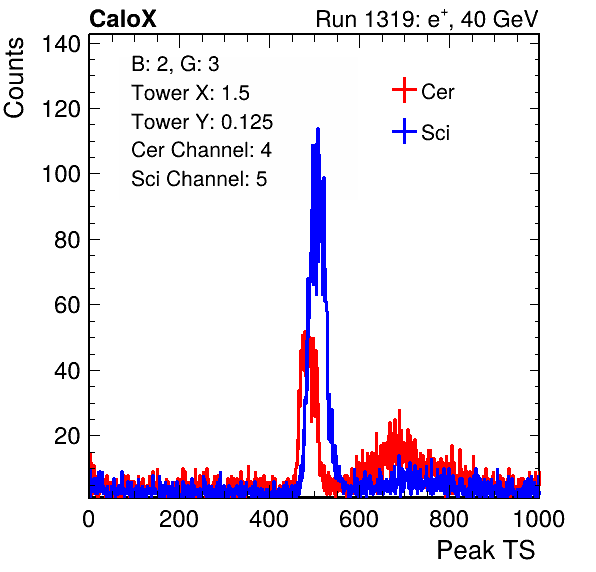 CaloX Run 1319: e+, 40 GeV
Counts
B: 2, G: 3
Tower X: 1.5
Tower Y: 0.125
Cer Channel: 4
Sci Channel: 5
Cer
Sci
140
120
100
80
60
40
20
0 200 400 600 800 1000
Peak TS